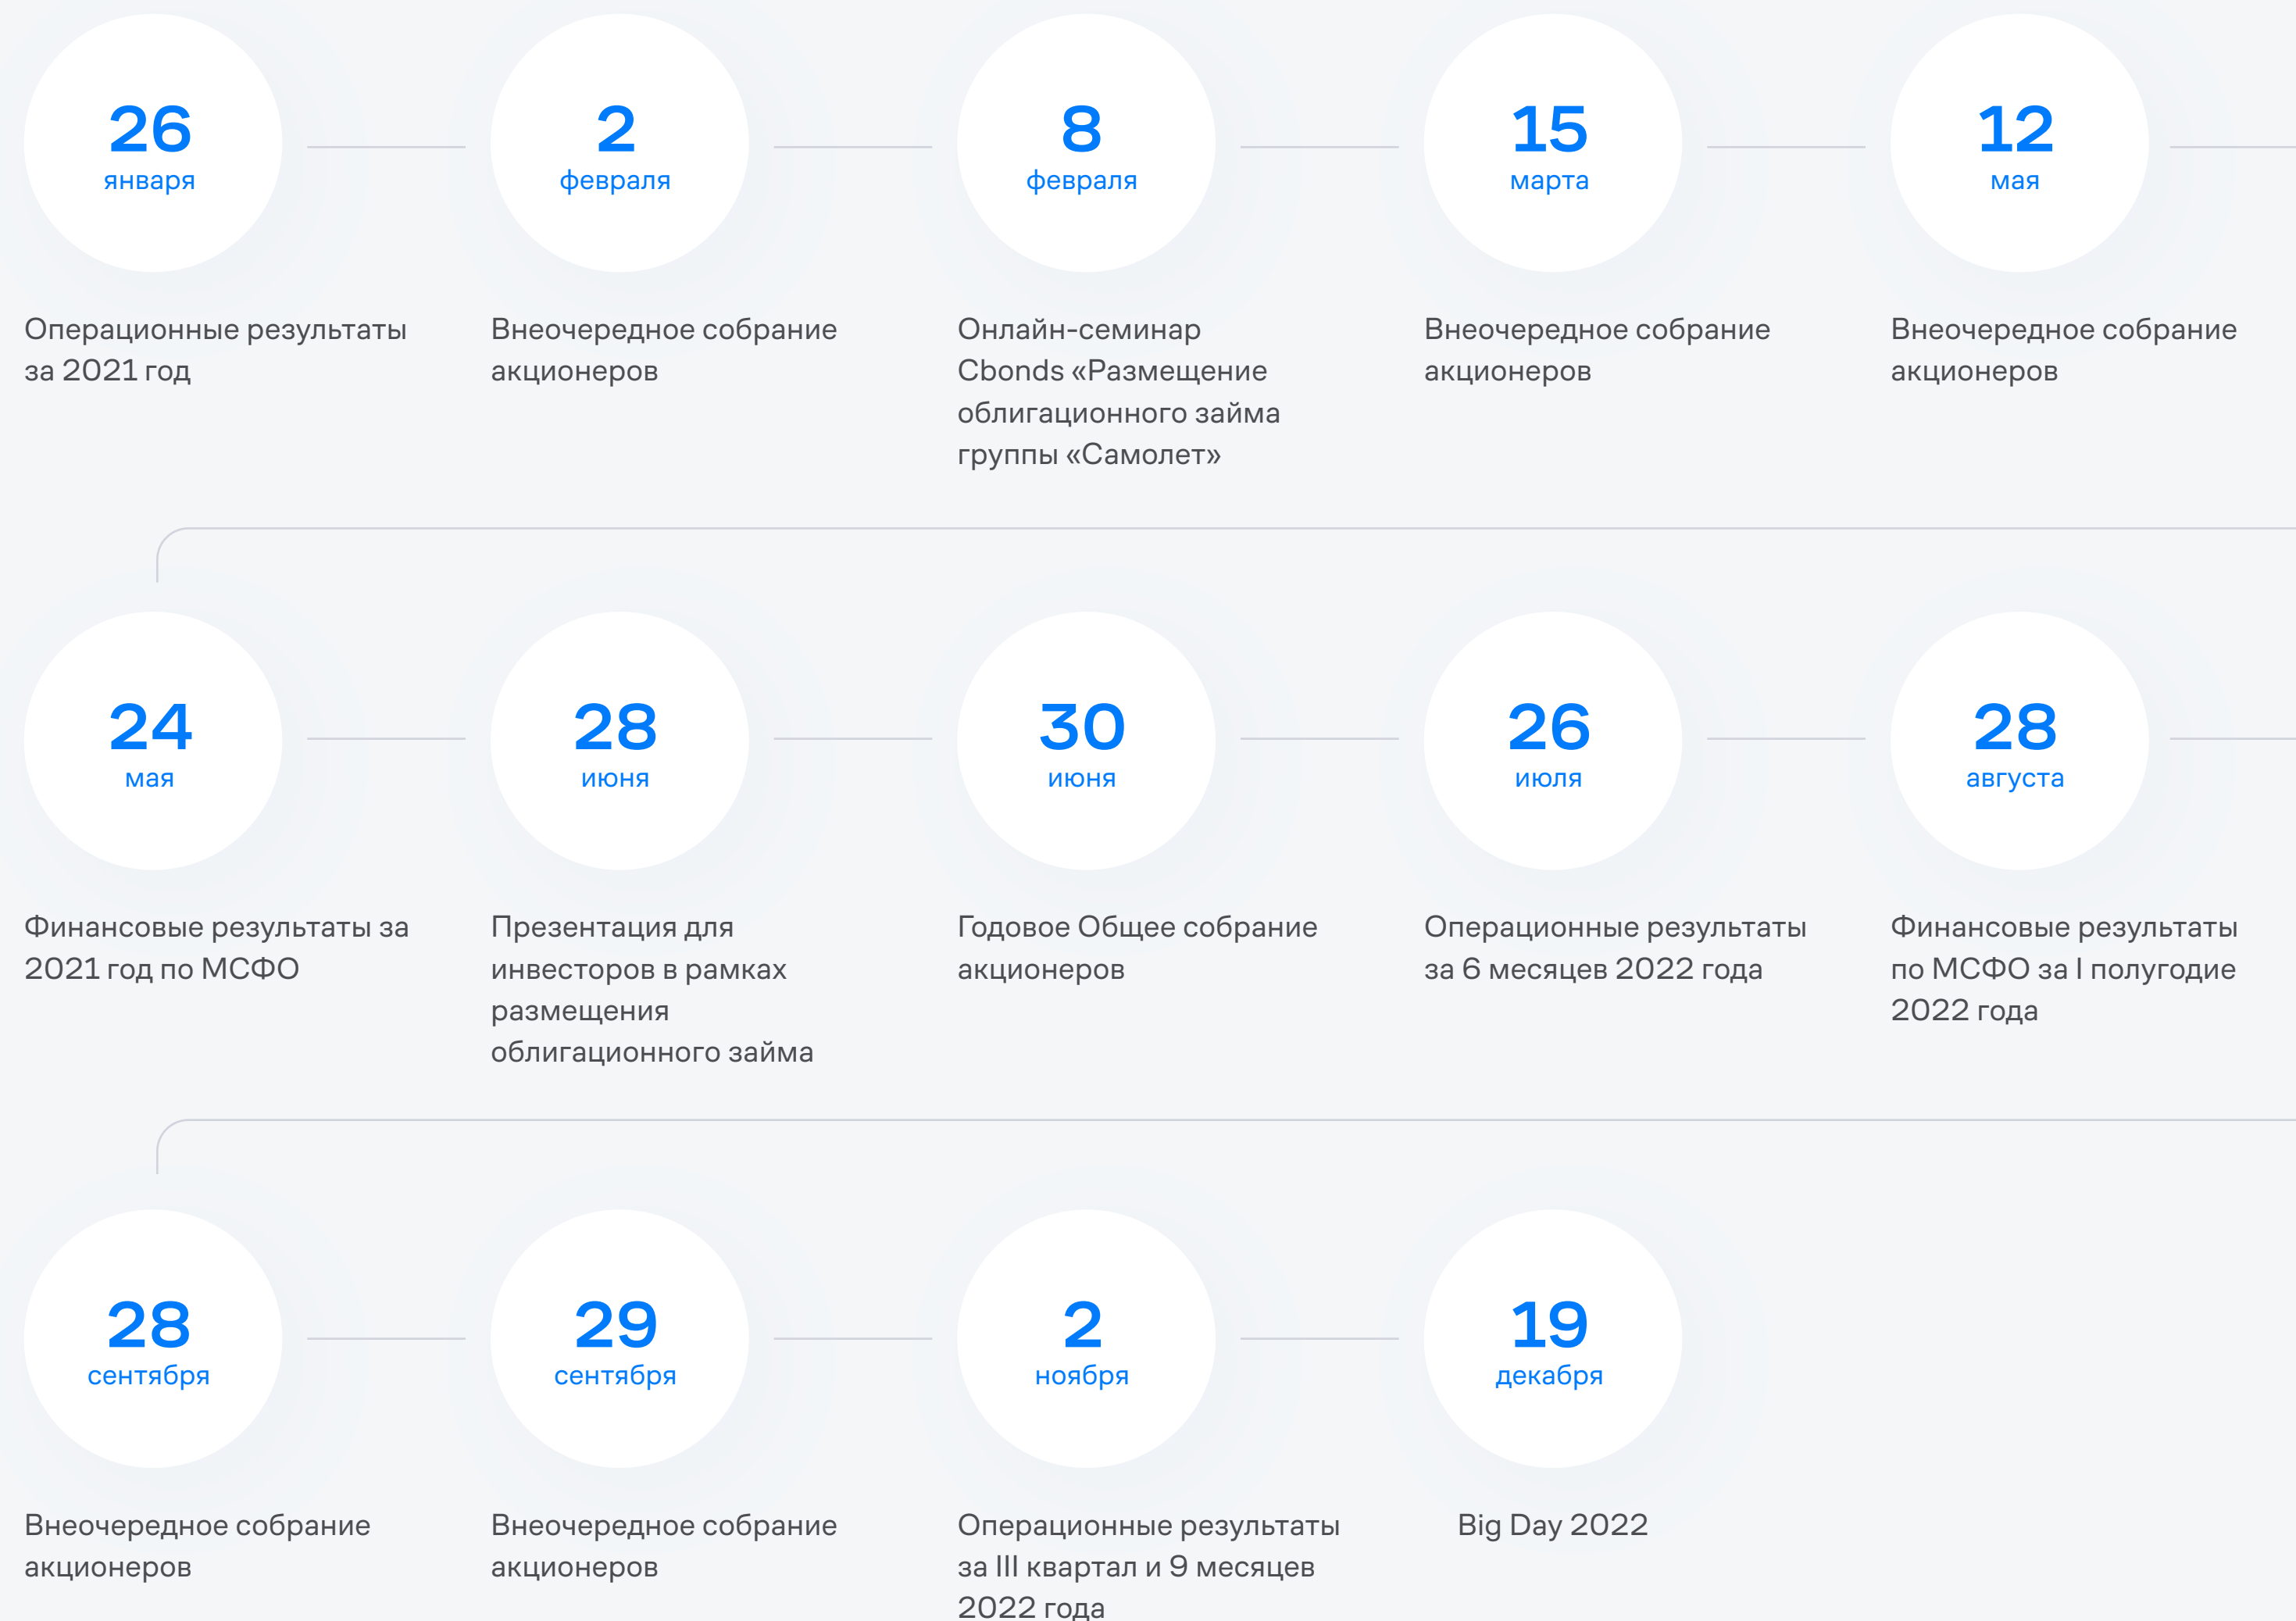 26
января
Операционные результаты
за 2021 год
2
февраля
Внеочередное собрание
акционеров
8
февраля
Онлайн-семинар
Cbonds «Размещение
облигационного займа
группы «Самолет»
15
марта
Внеочередное собрание
акционеров
12
мая
Внеочередное собрание
акционеров
24
мая
Финансовые результаты за
2021 год по МСФО
28
июня
Презентация для
инвесторов в рамках
размещения
облигационного займа
30
июня
Годовое Общее собрание
акционеров
26
июля
Операционные результаты
за 6 месяцев 2022 года
28
августа
Финансовые результаты
по МСФО за I полугодие
2022 года
28
сентября
Внеочередное собрание
акционеров
29
сентября
Внеочередное собрание
акционеров
2
ноября
Операционные результаты
за III квартал и 9 месяцев
2022 года
19
декабря
Big Day 2022